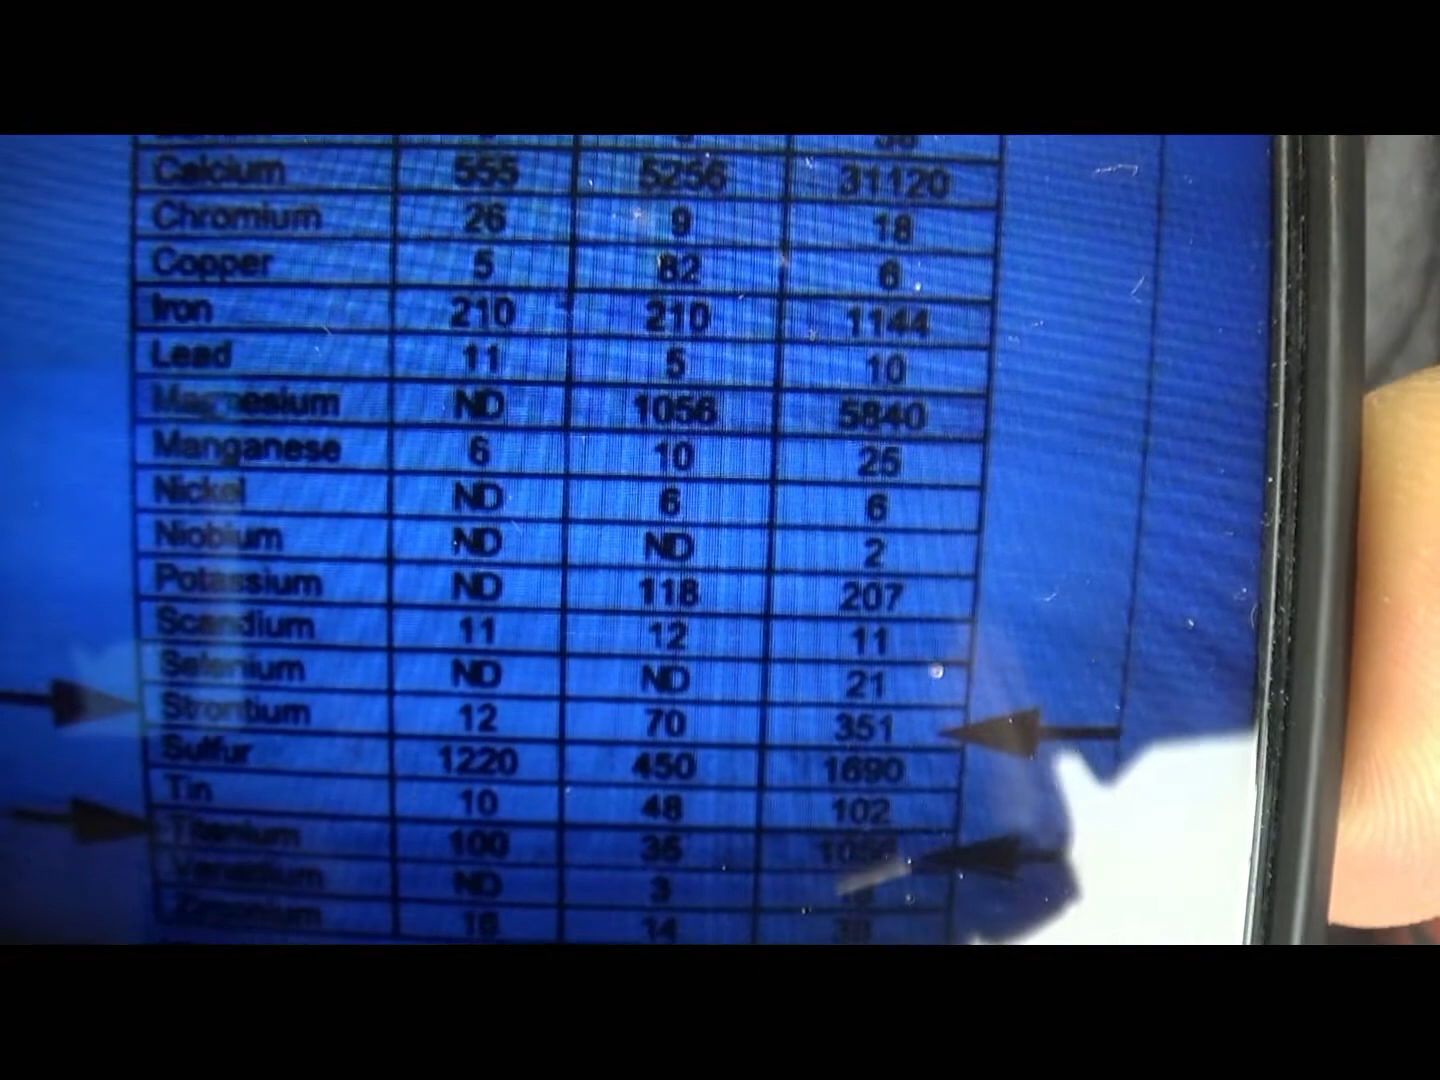 Calcium 555 5256 31120
Chromium 26 9 18
Copper 5 82 6
Iron 210 210 1144
Lead 11 5 10
Magnesium ND 1056 5840
Manganese 6 10 25
Nickel ND 6 6
Niobium ND ND 2
Potassium ND 118 207
Scandium 11 12 11
Selenium ND ND 21
Strontium 12 70 351
Sulfur 1220 450 1690
Tin 10 48 102
Titanium 100 35
Vanadium ND 3
Zirconium 16 14